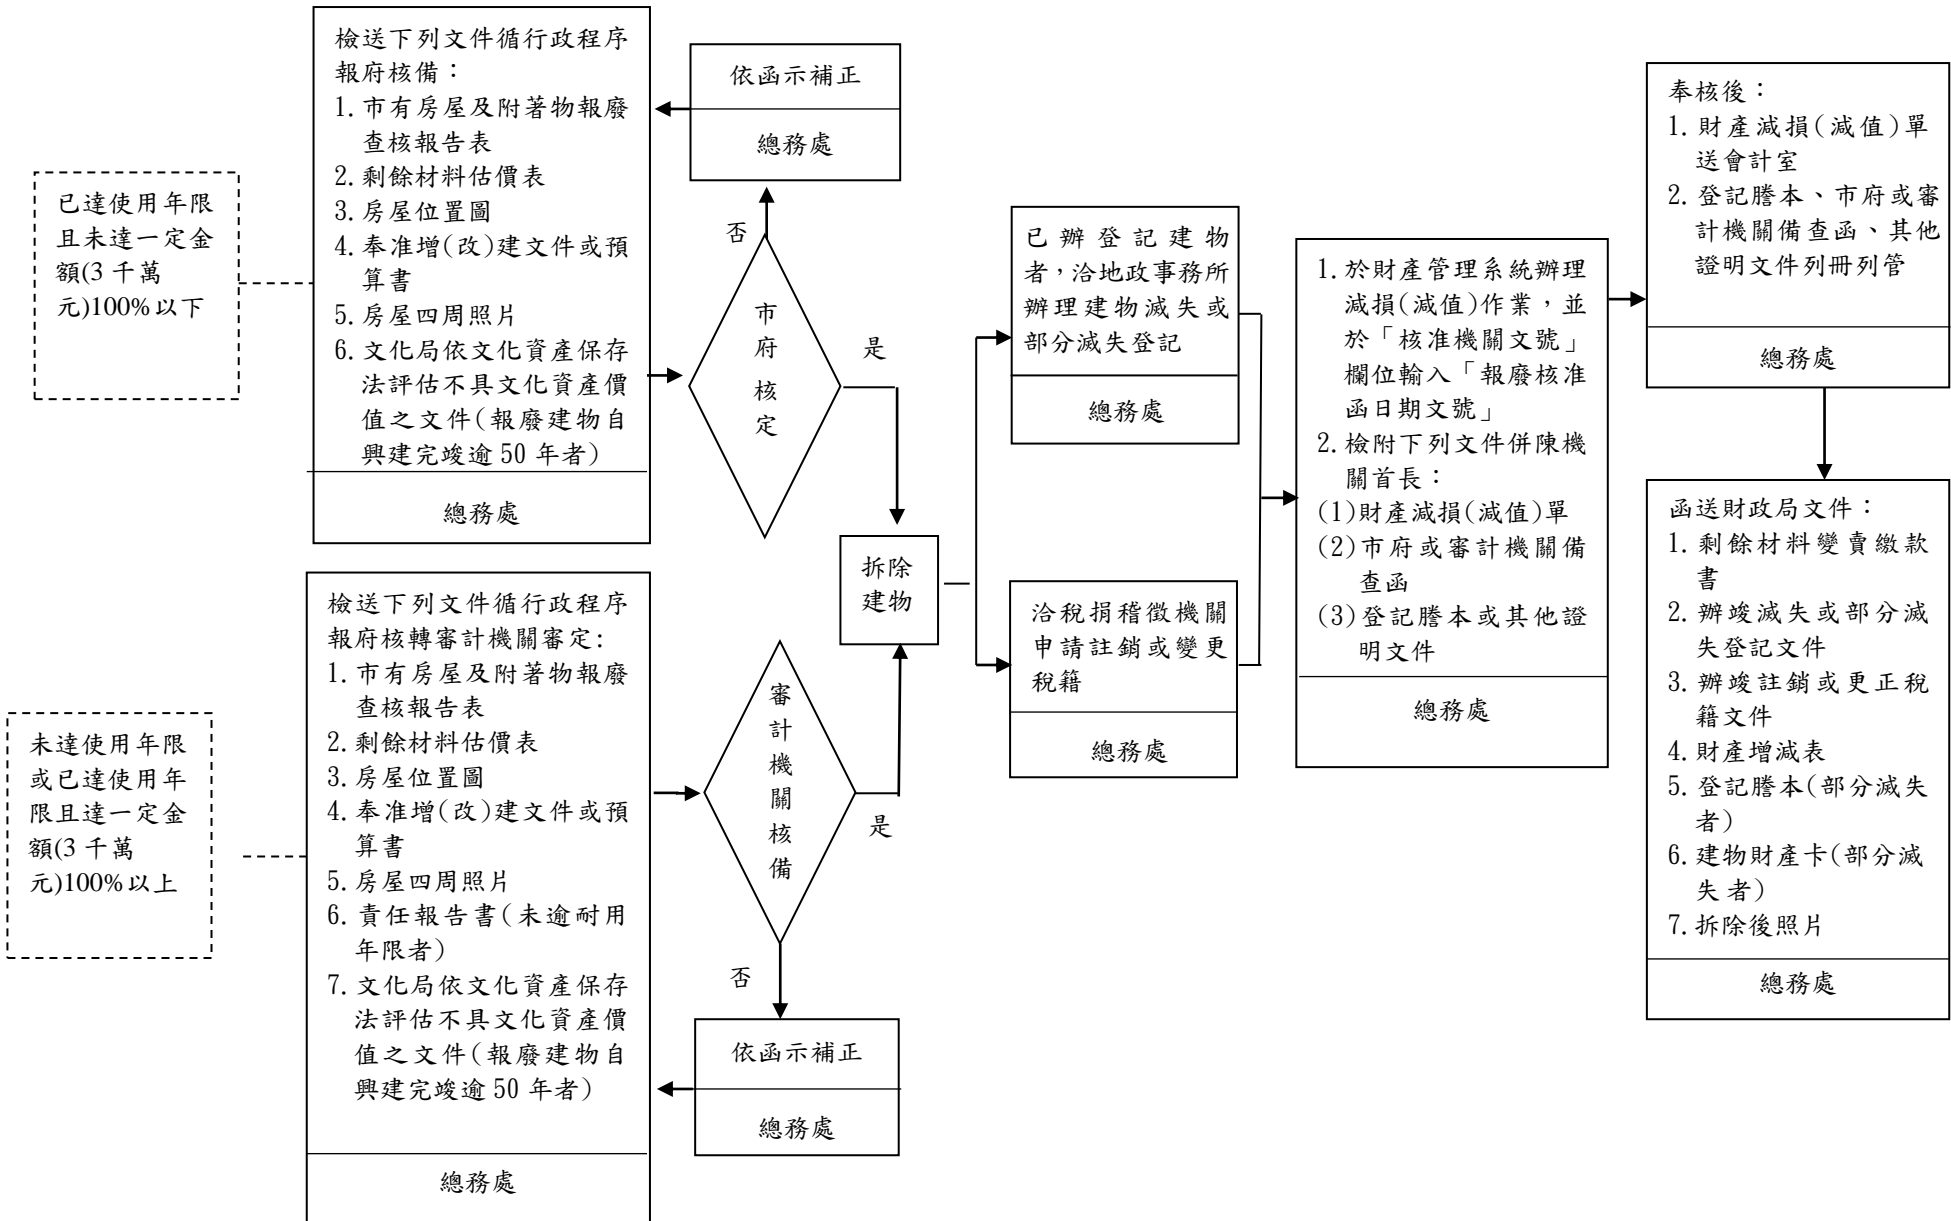 已達使用年限
且未達一定金
額(3 千萬
元)100%以下
檢送下列文件循行政程序
報府核備：
1.市有房屋及附著物報廢
查核報告表
2.剩餘材料估價表
3.房屋位置圖
4.奉准增(改)建文件或預
算書
5.房屋四周照片
6.文化局依文化資產保存
法評估不具文化資產價
值之文件(報廢建物自
興建完竣逾 50 年者)
總務處
依函示補正
總務處
否
市
府
核
定
是
未達使用年限
或已達使用年
限且達一定金
額(3 千萬
元)100%以上
檢送下列文件循行政程序
報府核轉審計機關審定:
1.市有房屋及附著物報廢
查核報告表
2.剩餘材料估價表
3.房屋位置圖
4.奉准增(改)建文件或預
算書
5.房屋四周照片
6.責任報告書(未逾耐用
年限者)
7.文化局依文化資產保存
法評估不具文化資產價
值之文件(報廢建物自
興建完竣逾 50 年者)
總務處
審
計
機
關
核
備
是
否
依函示補正
總務處
拆除
建物
已辦登記建物
者，洽地政事務所
辦理建物滅失或
部分滅失登記
總務處
洽稅捐稽徵機關
申請註銷或變更
稅籍
總務處
1.於財產管理系統辦理
減損(減值)作業，並
於「核准機關文號」
欄位輸入「報廢核准
函日期文號」
2.檢附下列文件併陳機
關首長：
(1)財產減損(減值)單
(2)市府或審計機關備
查函
(3)登記謄本或其他證
明文件
總務處
奉核後：
1.財產減損(減值)單
送會計室
2.登記謄本、市府或審
計機關備查函、其他
證明文件列冊列管
總務處
函送財政局文件：
1.剩餘材料變賣繳款
書
2.辦竣滅失或部分滅
失登記文件
3.辦竣註銷或更正稅
籍文件
4.財產增減表
5.登記謄本(部分滅失
者)
6.建物財產卡(部分滅
失者)
7.拆除後照片
總務處